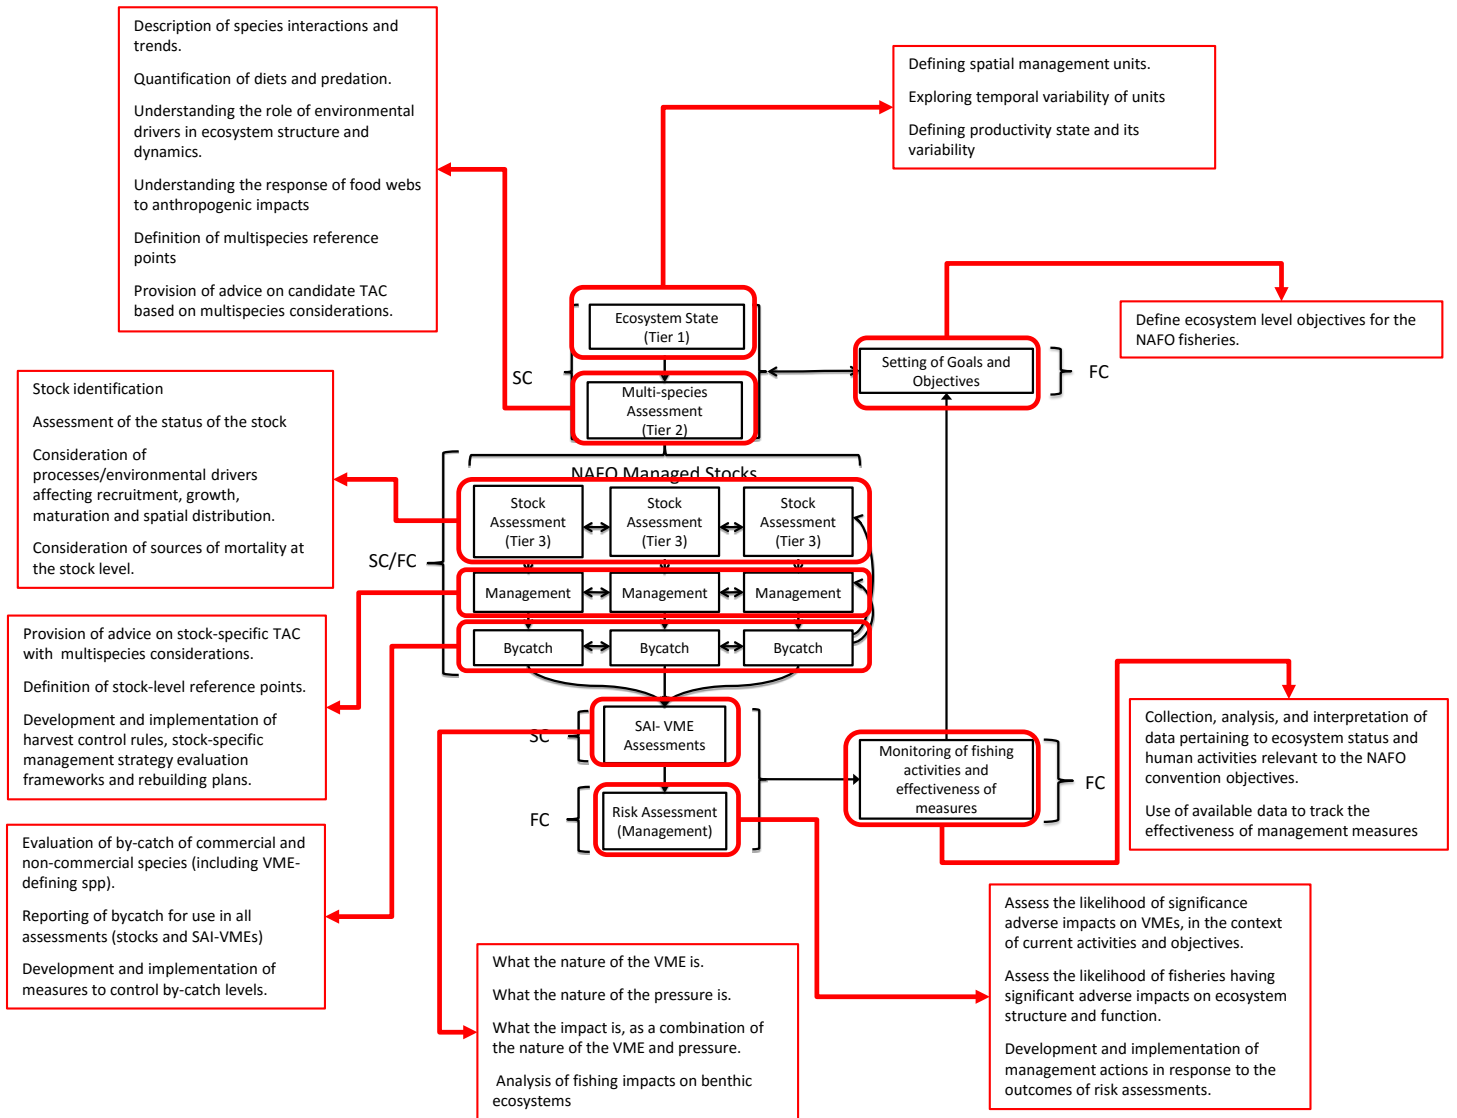 Description of species interactions and
trends.
Quantification of diets and predation.
Understanding the role of environmental
drivers in ecosystem structure and
dynamics.
Understanding the response of food webs
to anthropogenic impacts
Definition of multispecies reference
points
Provision of advice on candidate TAC
based on multispecies considerations.
Defining spatial management units.
Exploring temporal variability of units
Defining productivity state and its
variability
Ecosystem State
(Tier 1)
SC
Multi-species
Assessment
(Tier 2)
Setting of Goals and
Objectives
FC
Define ecosystem level objectives for the
NAFO fisheries.
Stock identification
Assessment of the status of the stock
Consideration of
processes/environmental drivers
affecting recruitment, growth,
maturation and spatial distribution.
Consideration of sources of mortality at
the stock level.
NAFO Managed Stocks
SC/FC
Stock
Assessment
(Tier 3)
Stock
Assessment
(Tier 3)
Stock
Assessment
(Tier 3)
Management
Management
Management
Bycatch
Bycatch
Bycatch
Provision of advice on stock-specific TAC
with multispecies considerations.
Definition of stock-level reference points.
Development and implementation of
harvest control rules, stock-specific
management strategy evaluation
frameworks and rebuilding plans.
SC
SAI- VME
Assessments
FC
Risk Assessment
(Management)
Monitoring of fishing
activities and
effectiveness of
measures
FC
Collection, analysis, and interpretation of
data pertaining to ecosystem status and
human activities relevant to the NAFO
convention objectives.
Use of available data to track the
effectiveness of management measures
Evaluation of by-catch of commercial and
non-commercial species (including VME-
defining spp).
Reporting of bycatch for use in all
assessments (stocks and SAI-VMEs)
Development and implementation of
measures to control by-catch levels.
What the nature of the VME is.
What the nature of the pressure is.
What the impact is, as a combination of
the nature of the VME and pressure.
Analysis of fishing impacts on benthic
ecosystems
Assess the likelihood of significance
adverse impacts on VMEs, in the context
of current activities and objectives.
Assess the likelihood of fisheries having
significant adverse impacts on ecosystem
structure and function.
Development and implementation of
management actions in response to the
outcomes of risk assessments.